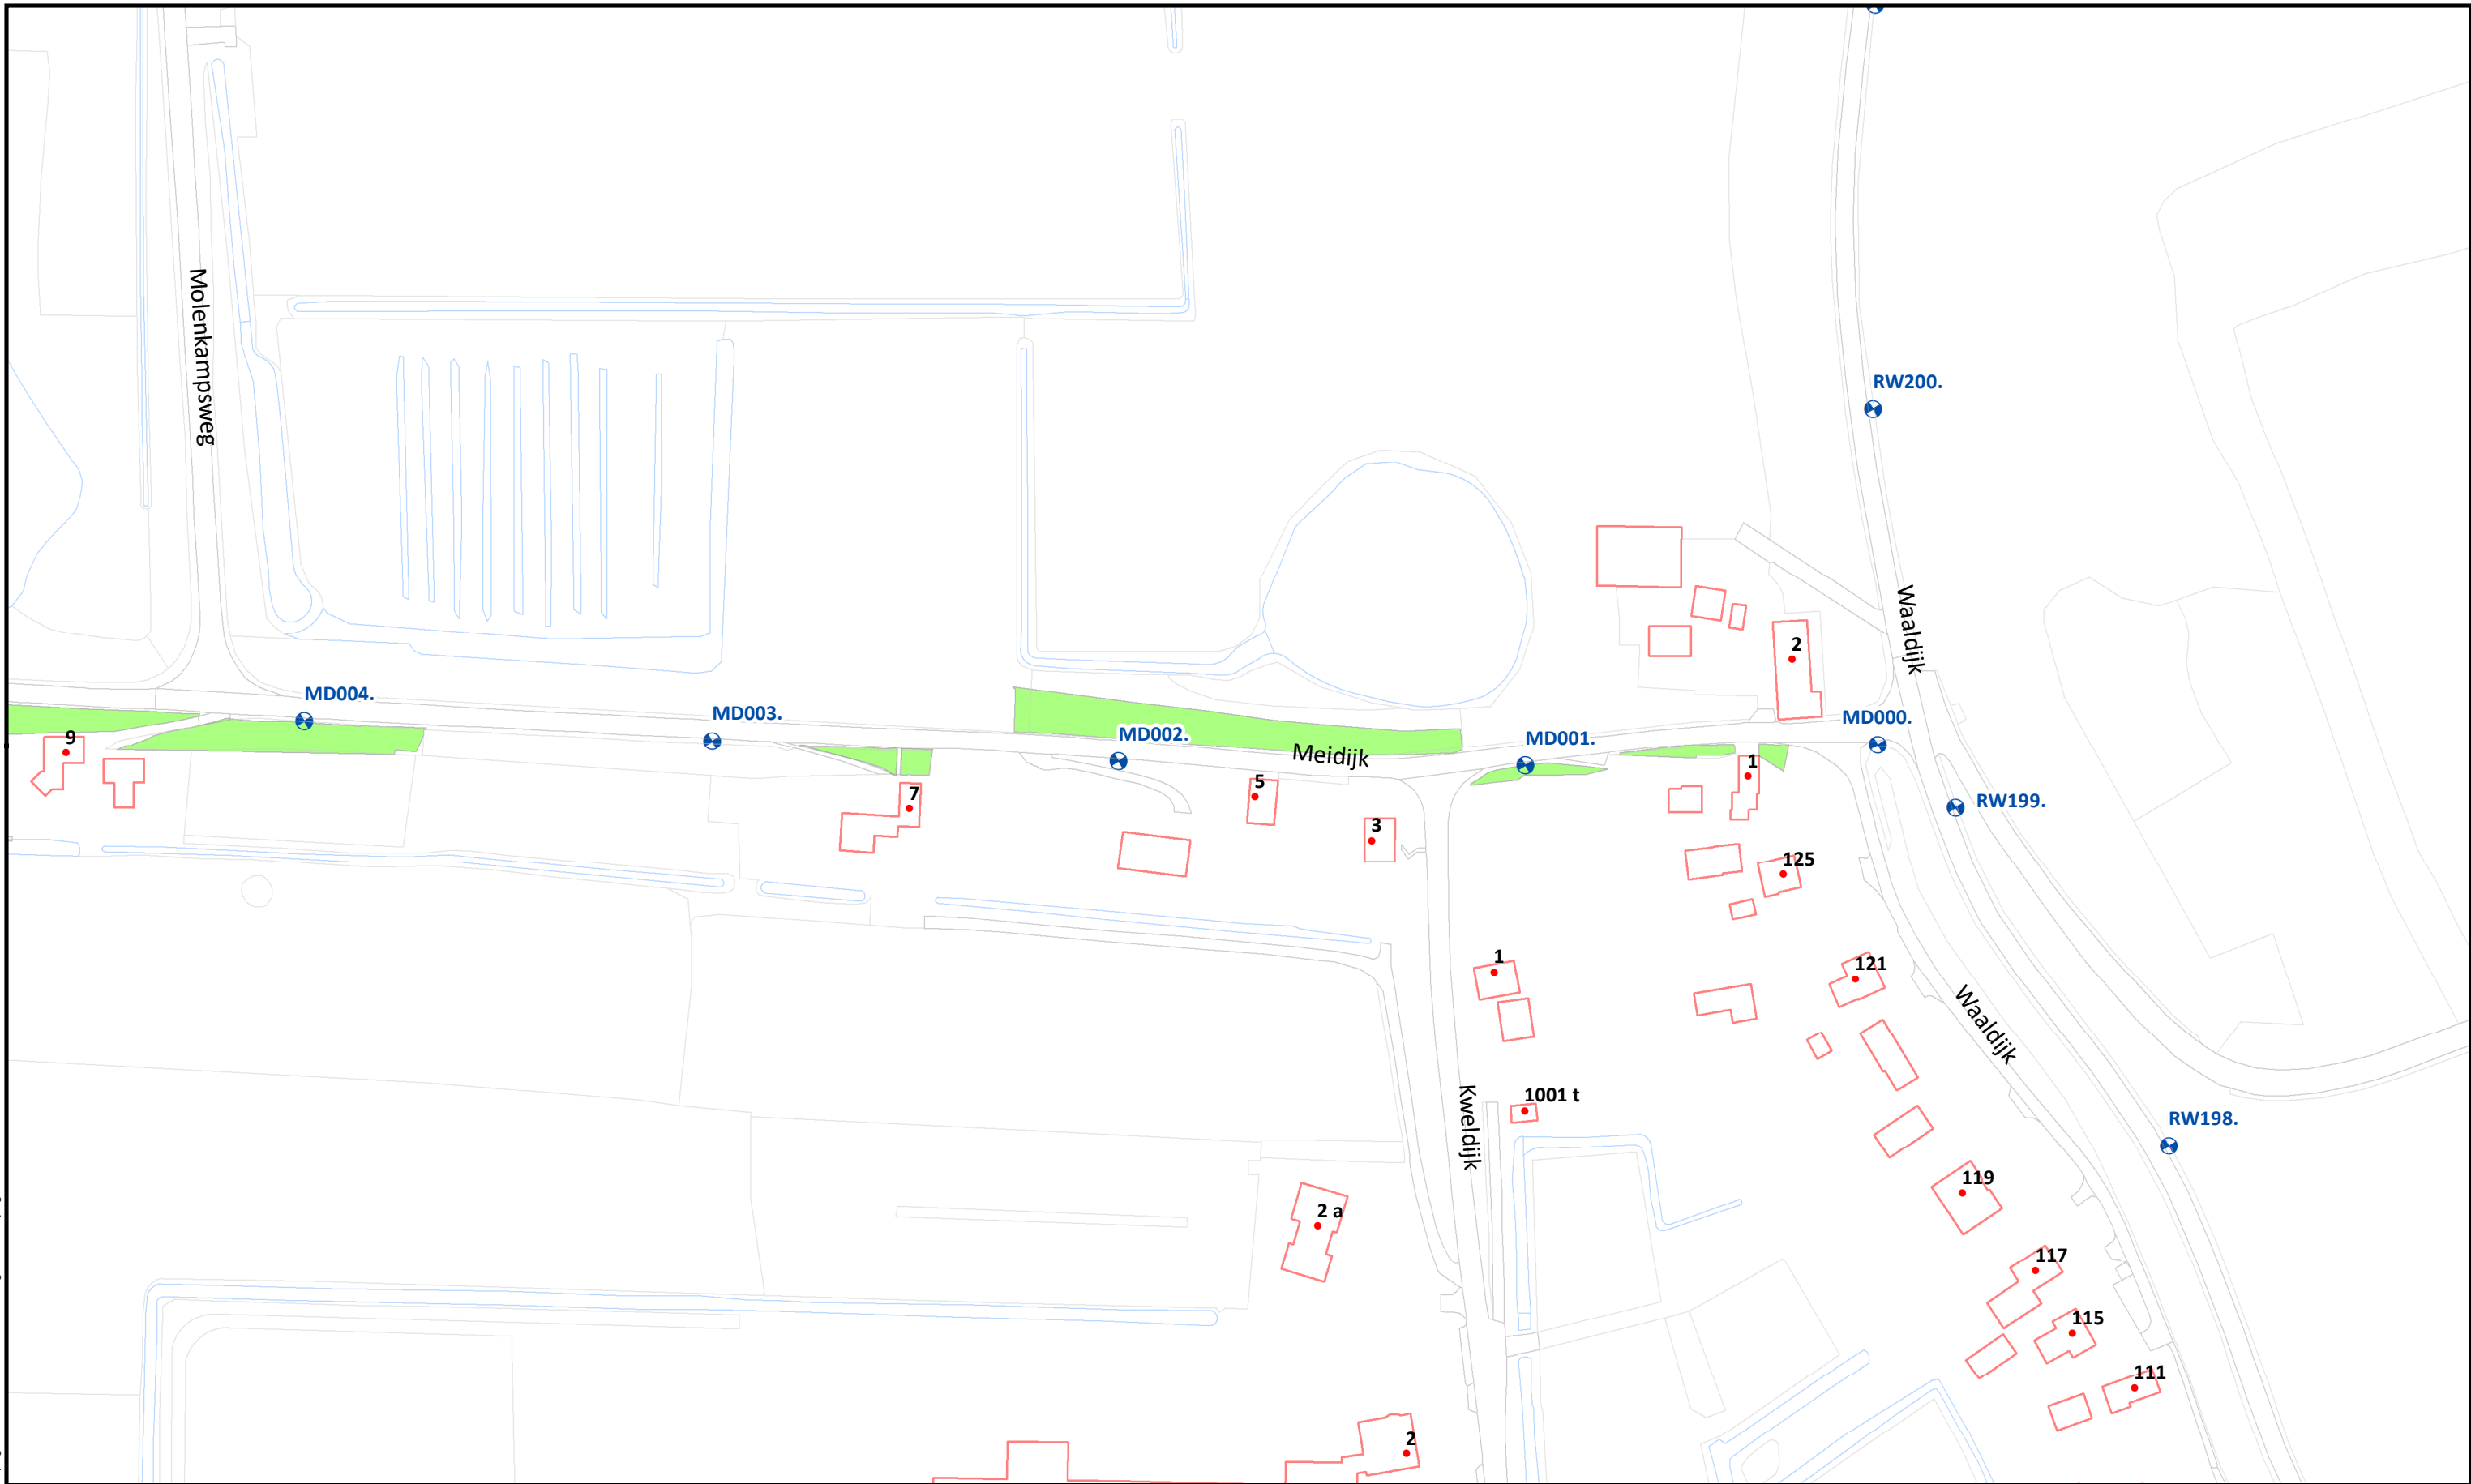 Molenkampsweg
RW200.
Waaldijk
2
MD004.
MD003.
MD002.
MD001.
MD000.
Meidijk
9
7
5
3
1
RW199.
125
1
121
Waaldijk
1001 t
Kweldijk
RW198.
119
2 a
117
115
111
2